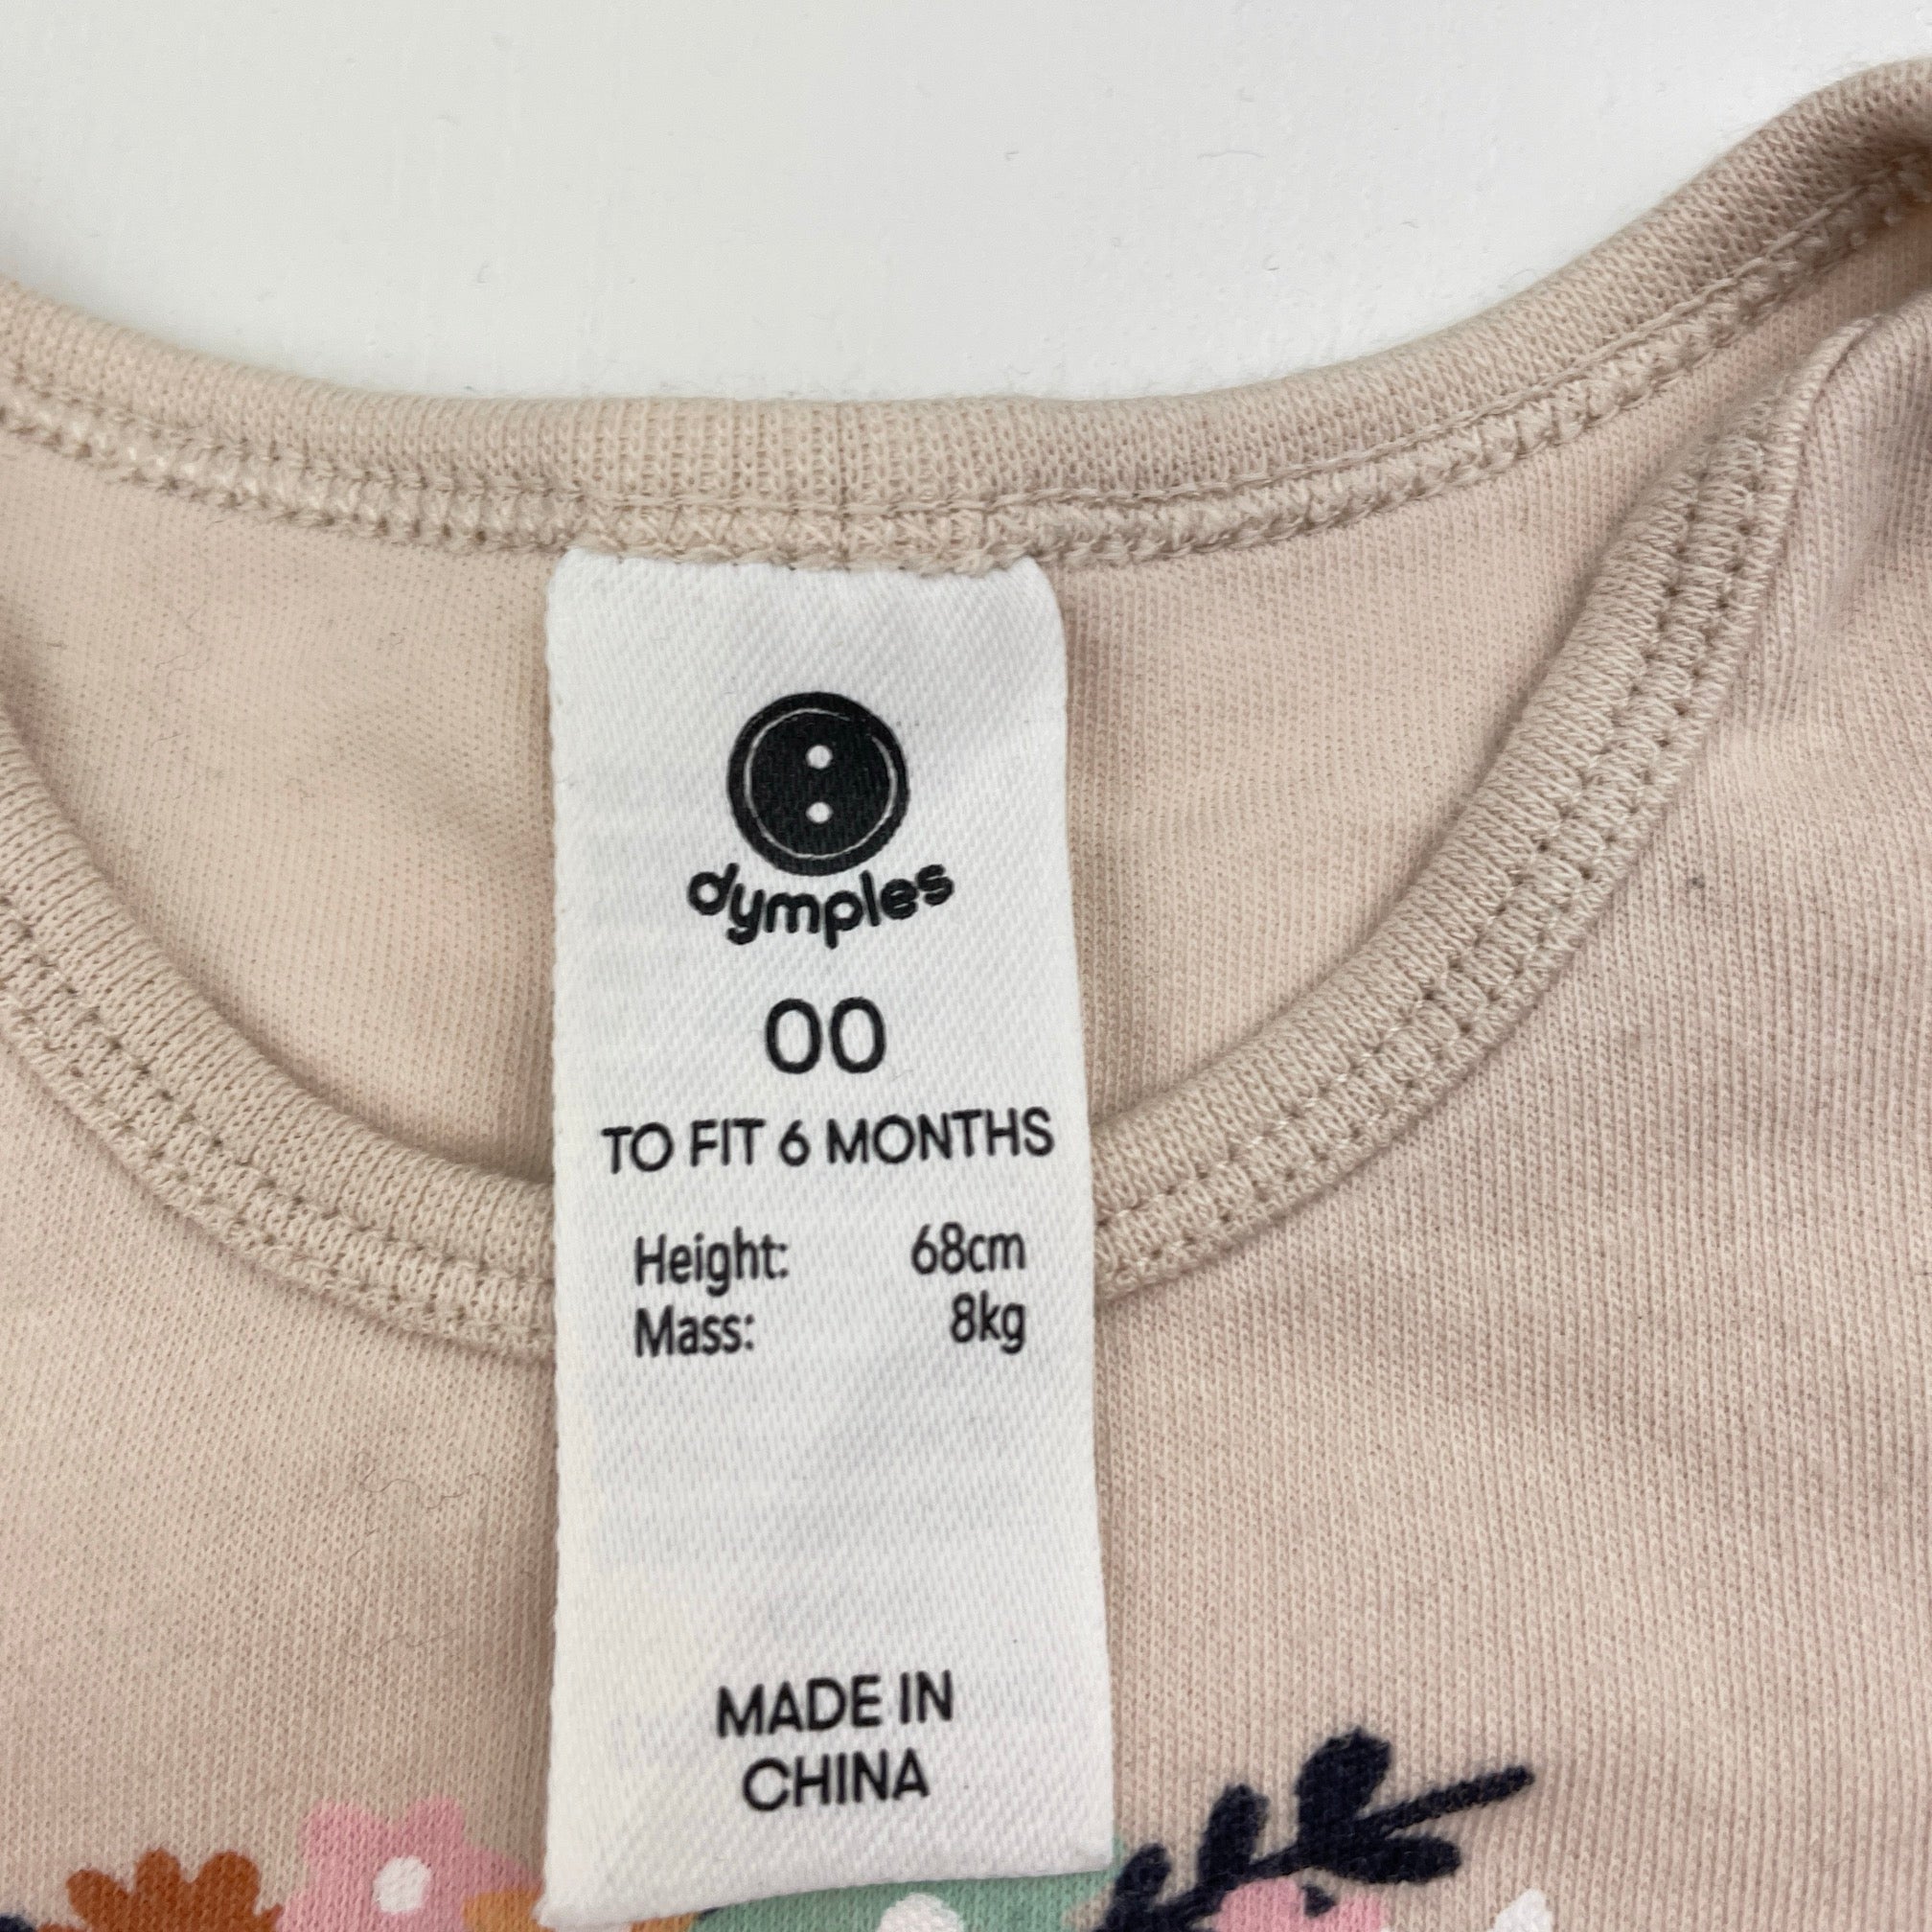 dymples
00
TO FIT 6 MONTHS
Height: 68cm
Mass: 8kg
MADE IN
CHINA